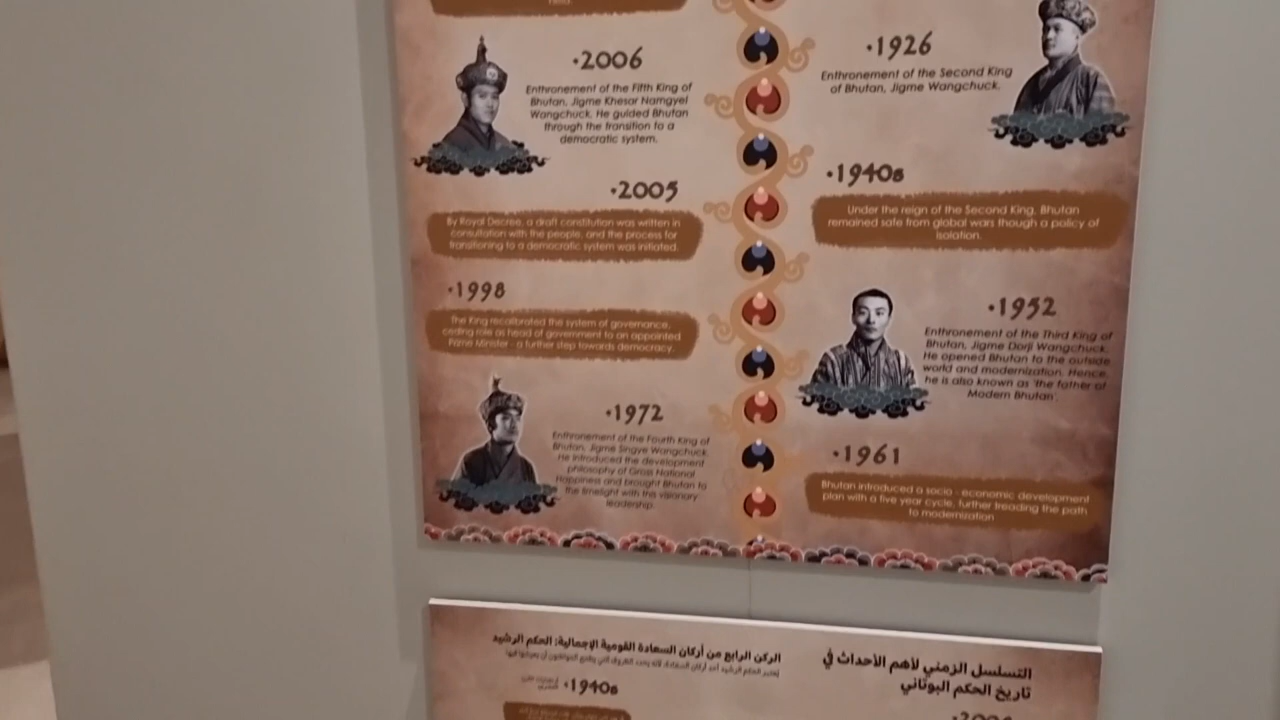 •2006
Enthronement of the Fifth King of
Bhutan, Jigme Khesar Namgyel
Wangchuck. He guided Bhutan
through the transition to a
democratic system.
•2005
By Royal Decree, a draft constitution was written in
consultation with the people, and the process for
transitioning to a democratic system was initiated.
•1998
The King recalibrated the system of governance,
ceding role as head of government to an appointed
Prime Minister - a further step towards democracy.
•1972
Enthronement of the Fourth King of
Bhutan, Jigme Singye Wangchuck.
He introduced the development
philosophy of Gross National
Happiness and brought Bhutan to
the limelight with his visionary
leadership.
•1926
Enthronement of the Second King
of Bhutan, Jigme Wangchuck.
•1940s
Under the reign of the Second King, Bhutan
remained safe from global wars though a policy of
isolation.
•1952
Enthronement of the Third King of
Bhutan, Jigme Dorji Wangchuck.
He opened Bhutan to the outside
world and modernization. Hence,
he is also known as 'the father of
Modern Bhutan'.
•1961
Bhutan introduced a socio - economic development
plan with a five year cycle, further treading the path
to modernization
التسلسل الزمني لأهم الأحداث في
تاريخ الحكم البوتاني
الركن الرابع من أركان السعادة القومية الإجمالية: الحكم الرشيد
•1940s